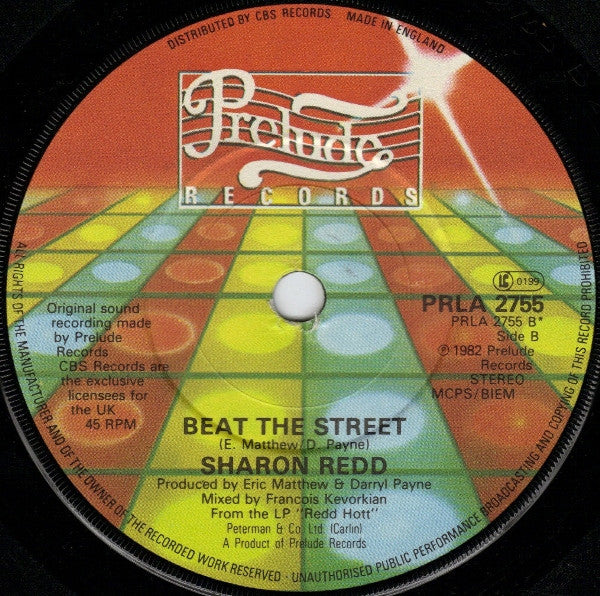 DISTRIBUTED BY CBS RECORDS. MADE IN ENGLAND
Prelude
RECORDS
LC 0199
PRLA 2755
PRLA 2755 B*
Side B
℗ 1982 Prelude
Records
STEREO
MCPS/BIEM
Original sound
recording made
by Prelude
Records
CBS Records are
the exclusive
licensees for
the UK
45 RPM
BEAT THE STREET
(E. Matthew/D. Payne)
SHARON REDD
Produced by Eric Matthew & Darryl Payne
Mixed by Francois Kevorkian
From the LP "Redd Hott"
Peterman & Co. Ltd. (Carlin)
A Product of Prelude Records
ALL RIGHTS OF THE MANUFACTURER AND OF THE OWNER OF THE RECORDED WORK RESERVED - UNAUTHORISED PUBLIC PERFORMANCE BROADCASTING AND COPYING OF THIS RECORD PROHIBITED